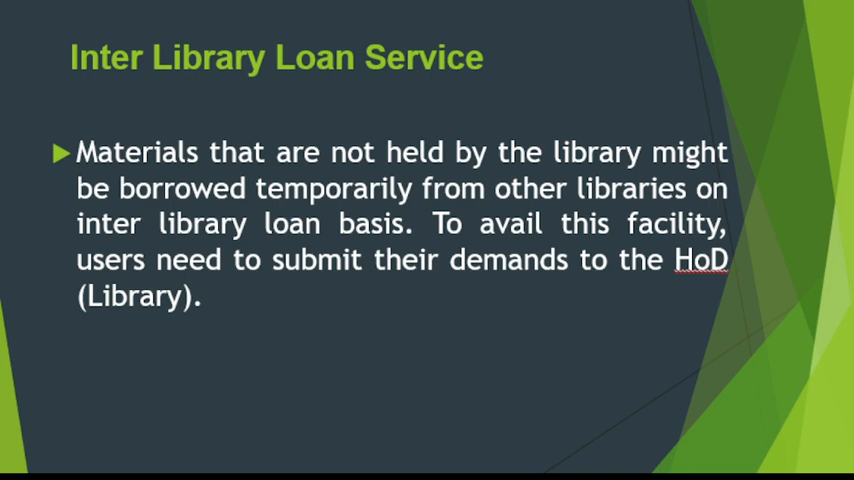 Inter Library Loan Service
Materials that are not held by the library might
be borrowed temporarily from other libraries on
inter library loan basis. To avail this facility,
users need to submit their demands to the HoD
(Library).